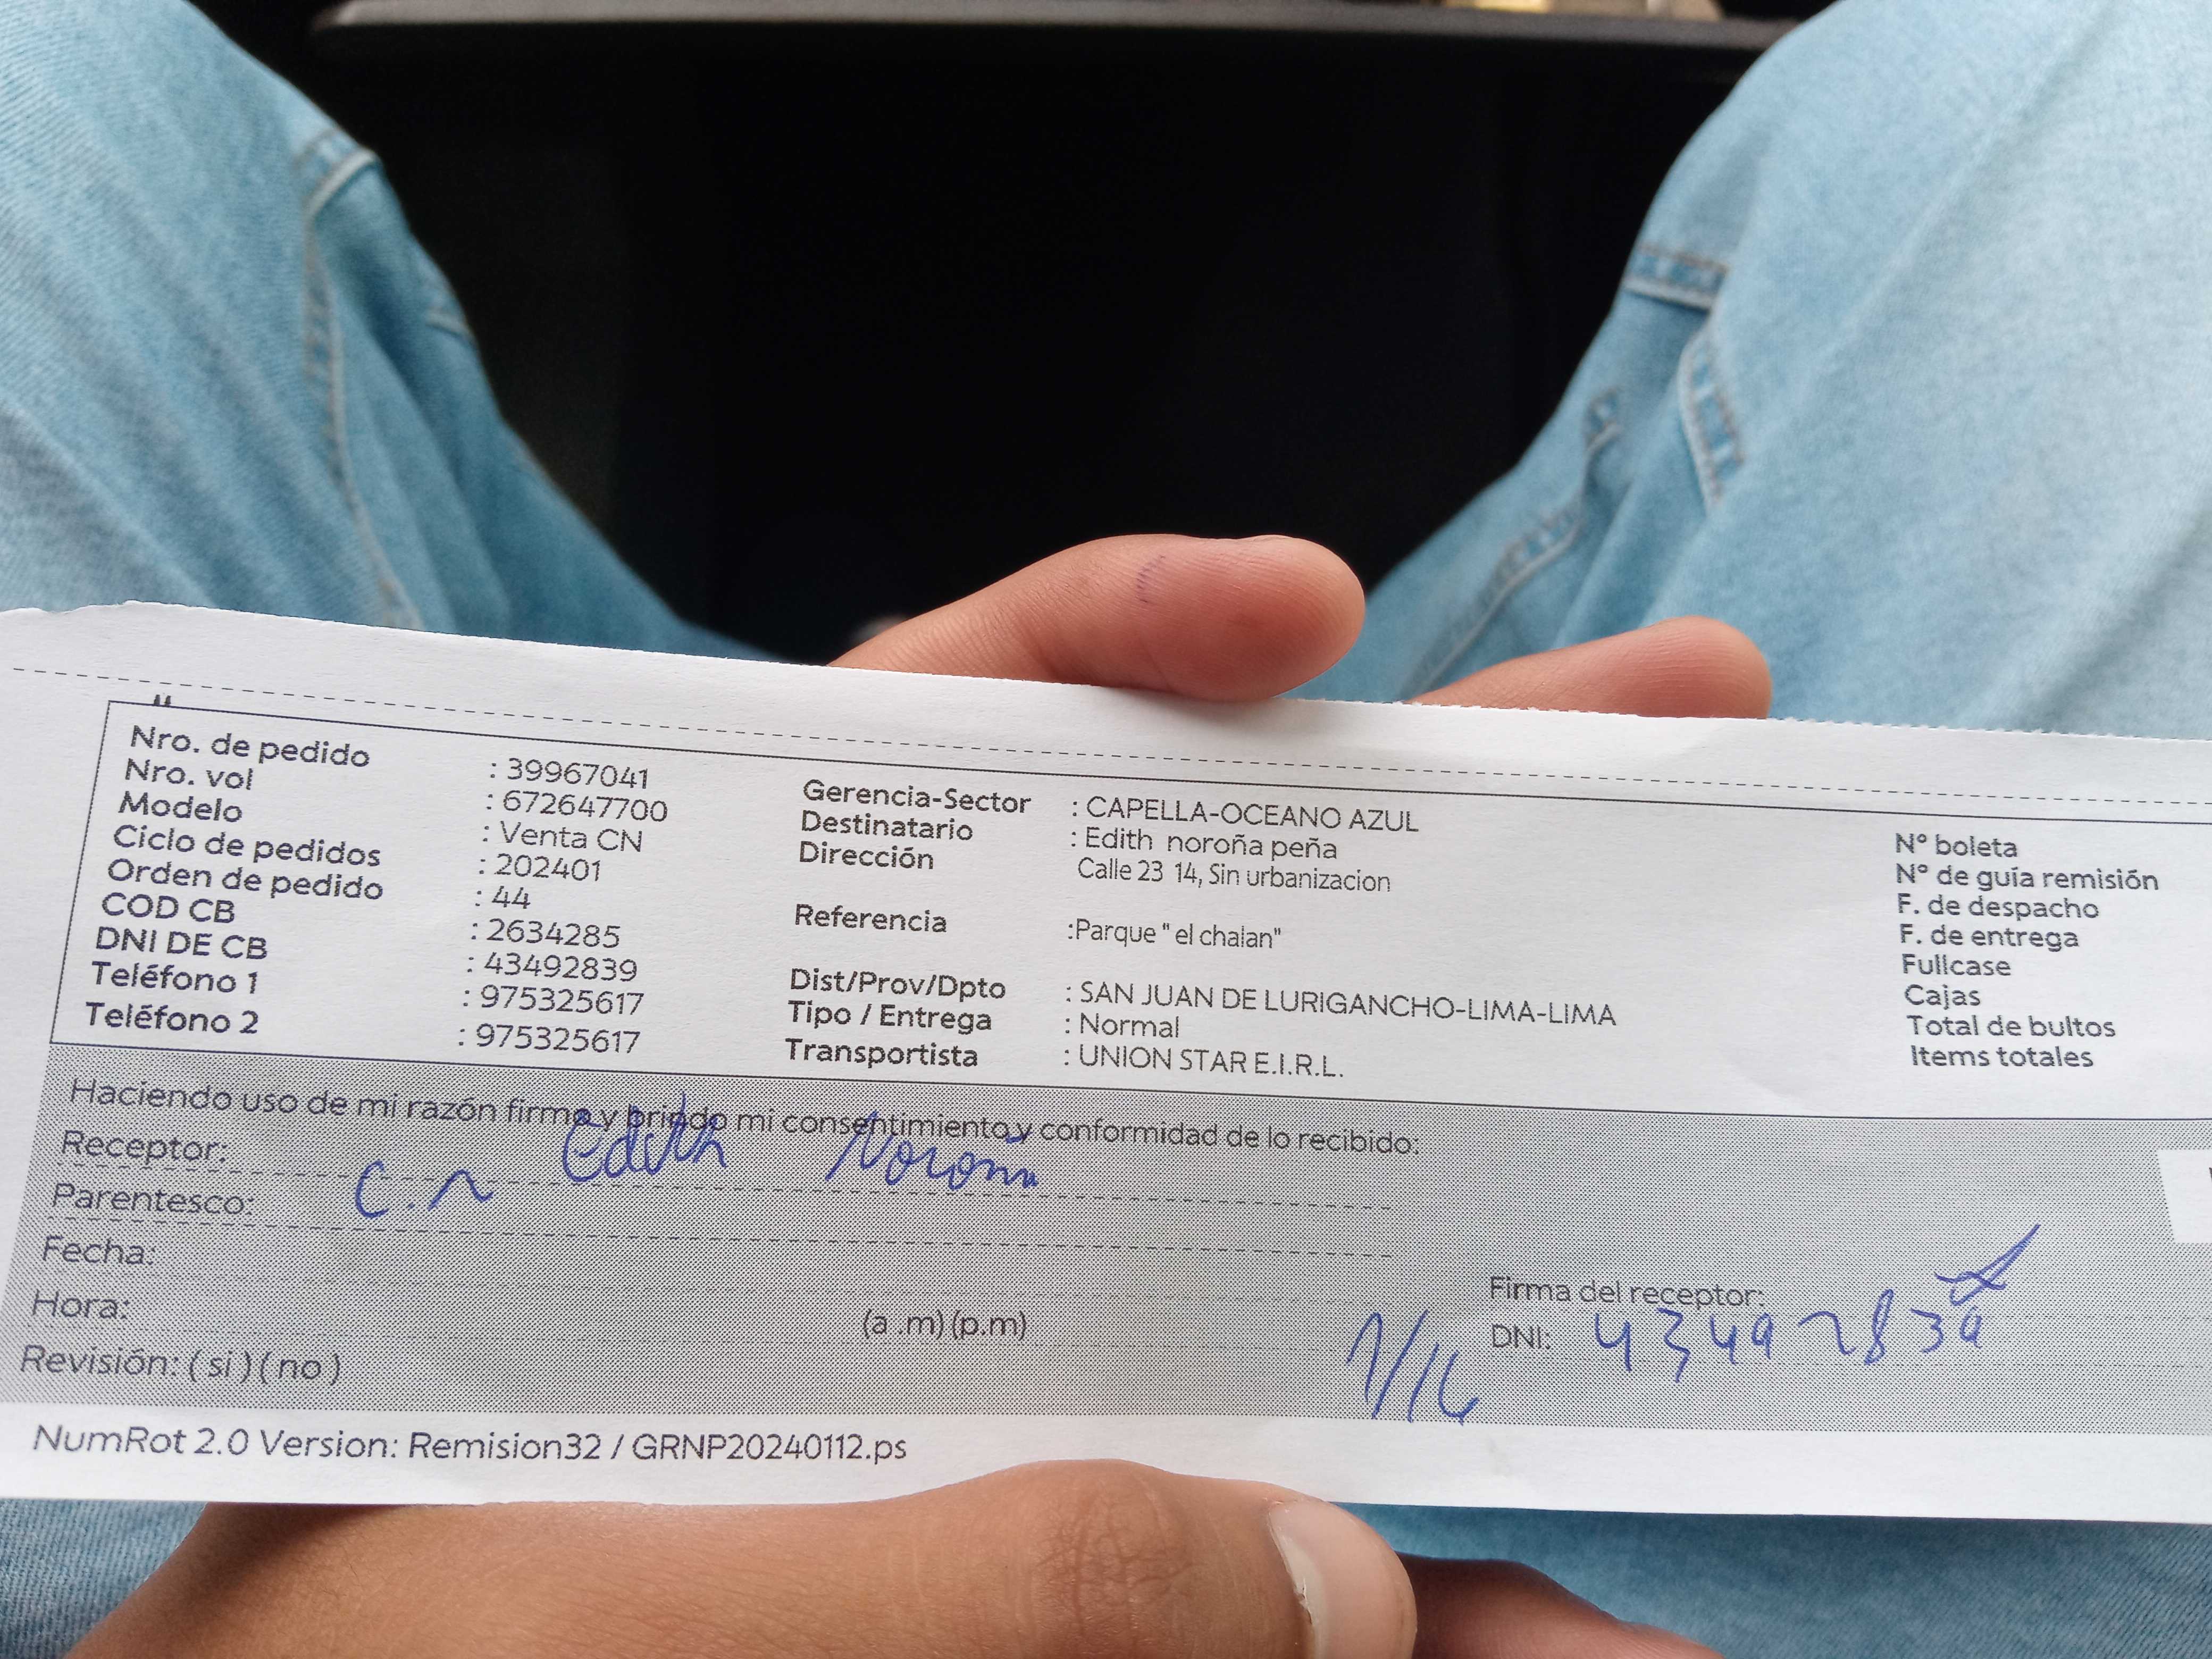 Nro. de pedido : 39967041
Nro. vol : 672647700
Modelo : Venta CN
Ciclo de pedidos : 202401
Orden de pedido : 44
COD CB : 2634285
DNI DE CB : 43492839
Teléfono 1 : 975325617
Teléfono 2 : 975325617
Gerencia-Sector : CAPELLA-OCEANO AZUL
Destinatario : Edith noroña peña
Dirección Calle 23 14, Sin urbanizacion
Referencia :Parque " el chalan"
Dist/Prov/Dpto : SAN JUAN DE LURIGANCHO-LIMA-LIMA
Tipo / Entrega : Normal
Transportista : UNION STAR E.I.R.L.
N° boleta
N° de guía remisión
F. de despacho
F. de entrega
Fullcase
Cajas
Total de bultos
Items totales
Haciendo uso de mi razón firmo y brindo mi consentimiento y conformidad de lo recibido:
Receptor: Edith Noroña
Parentesco: C.N
Fecha:
Hora: (a .m) (p.m)
Revisión: ( si ) ( no )
Firma del receptor:
DNI: 43492839
1/16
NumRot 2.0 Version: Remision32 / GRNP20240112.ps